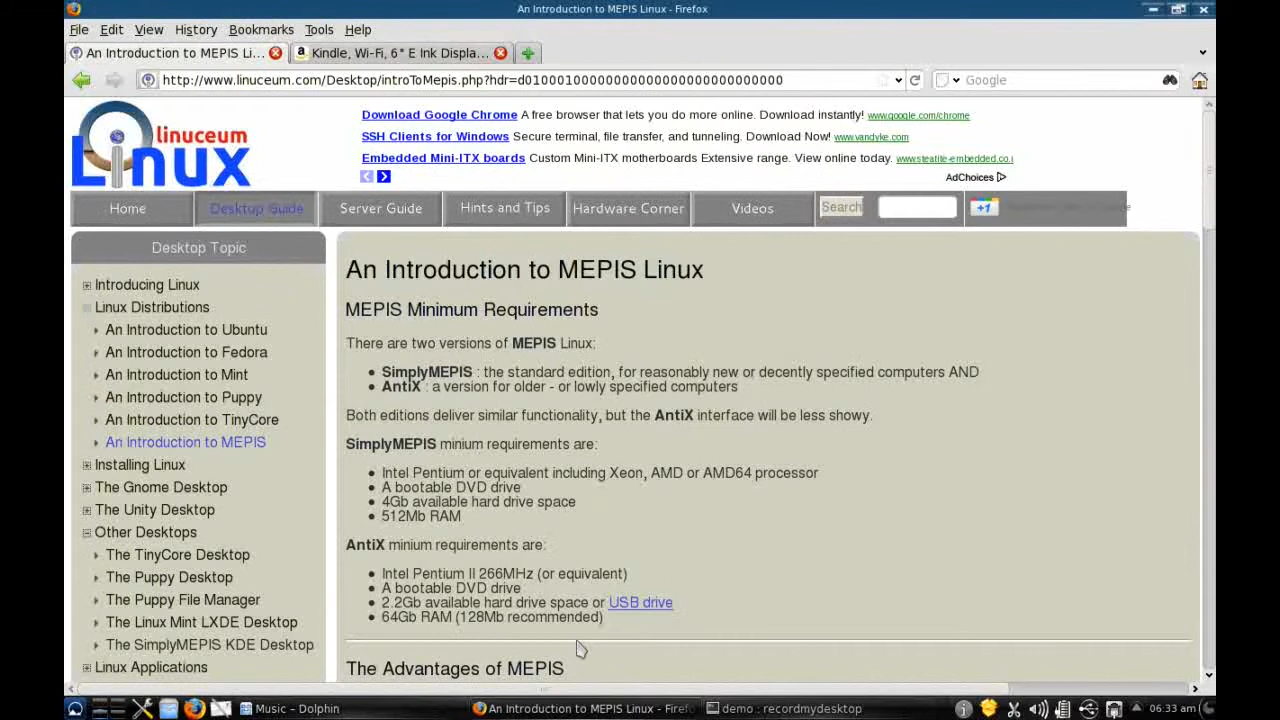 An Introduction to MEPIS Linux - Firefox
File Edit View History Bookmarks Tools Help
An Introduction to MEPIS Li... Kindle, Wi-Fi, 6" E Ink Displa...
http://www.linuceum.com/Desktop/introToMepis.php?hdr=d01000100000000000000000000000000 Google
linuceum
Linux
Download Google Chrome A free browser that lets you do more online. Download instantly! www.google.com/chrome
SSH Clients for Windows Secure terminal, file transfer, and tunneling. Download Now! www.vandyke.com
Embedded Mini-ITX boards Custom Mini-ITX motherboards Extensive range. View online today. www.steatite-embedded.co.i
AdChoices
Home Desktop Guide Server Guide Hints and Tips Hardware Corner Videos Search +1
Desktop Topic
Introducing Linux
Linux Distributions
An Introduction to Ubuntu
An Introduction to Fedora
An Introduction to Mint
An Introduction to Puppy
An Introduction to TinyCore
An Introduction to MEPIS
Installing Linux
The Gnome Desktop
The Unity Desktop
Other Desktops
The TinyCore Desktop
The Puppy Desktop
The Puppy File Manager
The Linux Mint LXDE Desktop
The SimplyMEPIS KDE Desktop
Linux Applications
An Introduction to MEPIS Linux
MEPIS Minimum Requirements
There are two versions of MEPIS Linux:
SimplyMEPIS : the standard edition, for reasonably new or decently specified computers AND
AntiX : a version for older - or lowly specified computers
Both editions deliver similar functionality, but the AntiX interface will be less showy.
SimplyMEPIS minium requirements are:
Intel Pentium or equivalent including Xeon, AMD or AMD64 processor
A bootable DVD drive
4Gb available hard drive space
512Mb RAM
AntiX minium requirements are:
Intel Pentium II 266MHz (or equivalent)
A bootable DVD drive
2.2Gb available hard drive space or USB drive
64Gb RAM (128Mb recommended)
The Advantages of MEPIS
Music – Dolphin An Introduction to MEPIS Linux - Firefo demo : recordmydesktop 06:33 am